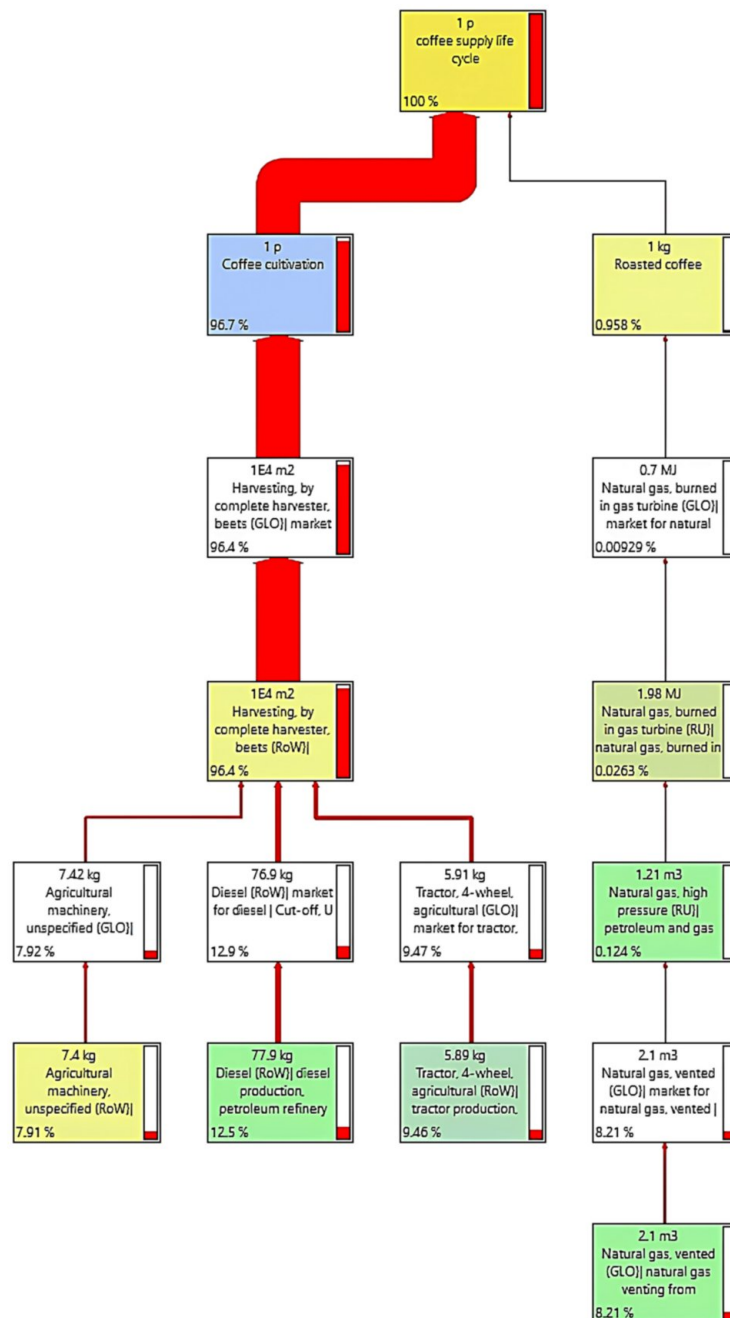 1 p
coffee supply life
cycle
100 %
1 p
Coffee cultivation
96.7 %
1 kg
Roasted coffee
0.958 %
1E4 m2
Harvesting, by
complete harvester,
beets {GLO}| market
96.4 %
0.7 MJ
Natural gas, burned
in gas turbine {GLO}|
market for natural
0.00929 %
1E4 m2
Harvesting, by
complete harvester,
beets {RoW}|
96.4 %
1.98 MJ
Natural gas, burned
in gas turbine {RU}|
natural gas, burned in
0.0263 %
7.42 kg
Agricultural
machinery,
unspecified {GLO}|
7.92 %
76.9 kg
Diesel {RoW}| market
for diesel | Cut-off, U
12.9 %
5.91 kg
Tractor, 4-wheel,
agricultural {GLO}|
market for tractor,
9.47 %
1.21 m3
Natural gas, high
pressure {RU}|
petroleum and gas
0.124 %
7.4 kg
Agricultural
machinery,
unspecified {RoW}|
7.91 %
77.9 kg
Diesel {RoW}| diesel
production,
petroleum refinery
12.5 %
5.89 kg
Tractor, 4-wheel,
agricultural {RoW}|
tractor production,
9.46 %
2.1 m3
Natural gas, vented
{GLO}| market for
natural gas, vented |
8.21 %
2.1 m3
Natural gas, vented
{GLO}| natural gas
venting from
8.21 %